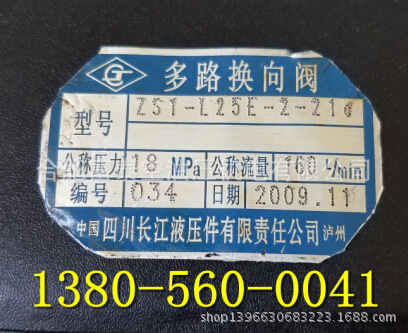 多路换向阀
型号 ZS1-L25E-2-216
公称压力 18 MPa 公称流量 160 L/min
编号 034 日期 2009.11
中国 四川长江液压件有限责任公司 泸州
1380-560-0041
shop1396630683223.1688.com